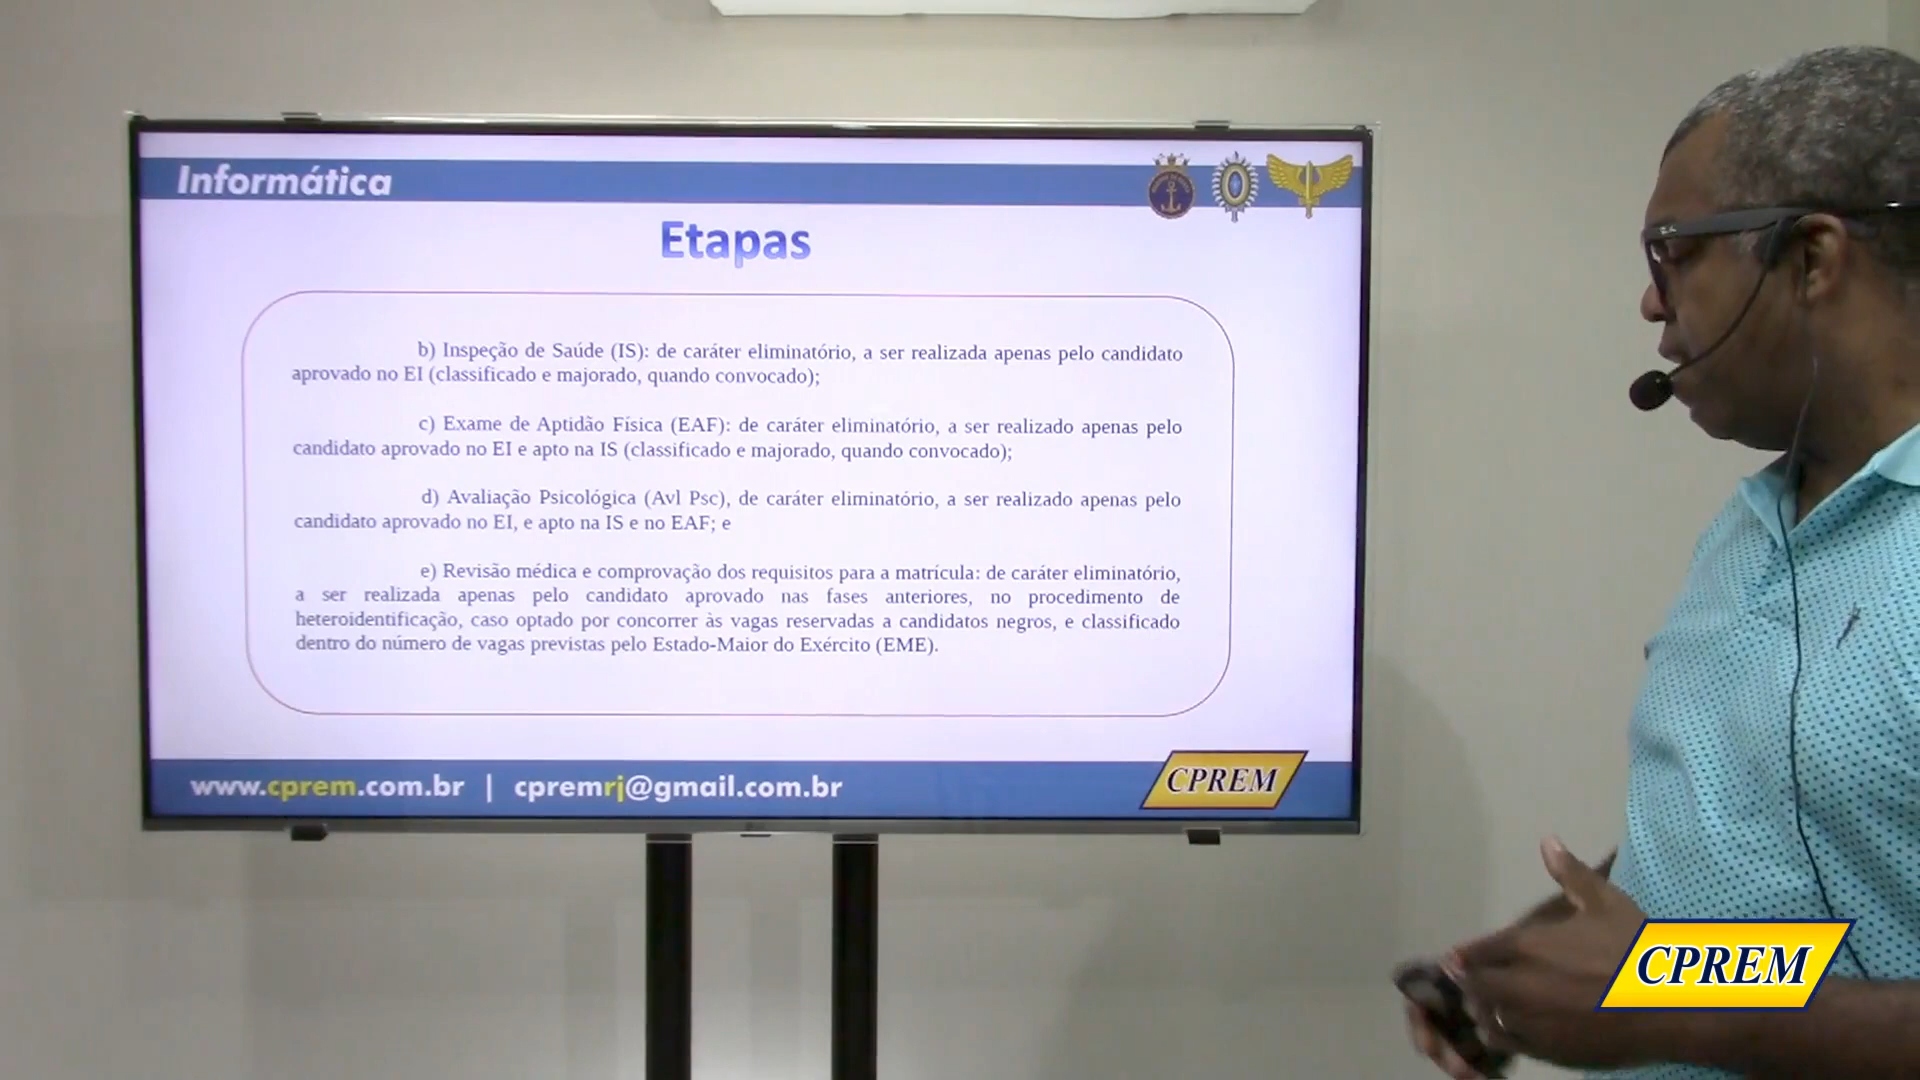 Informática
Etapas
b) Inspeção de Saúde (IS): de caráter eliminatório, a ser realizada apenas pelo candidato
aprovado no EI (classificado e majorado, quando convocado);
c) Exame de Aptidão Física (EAF): de caráter eliminatório, a ser realizado apenas pelo
candidato aprovado no EI e apto na IS (classificado e majorado, quando convocado);
d) Avaliação Psicológica (Avl Psc), de caráter eliminatório, a ser realizado apenas pelo
candidato aprovado no EI, e apto na IS e no EAF; e
e) Revisão médica e comprovação dos requisitos para a matrícula: de caráter eliminatório,
a ser realizada apenas pelo candidato aprovado nas fases anteriores, no procedimento de
heteroidentificação, caso optado por concorrer às vagas reservadas a candidatos negros, e classificado
dentro do número de vagas previstas pelo Estado-Maior do Exército (EME).
www.cprem.com.br | cpremrj@gmail.com.br
CPREM
CPREM